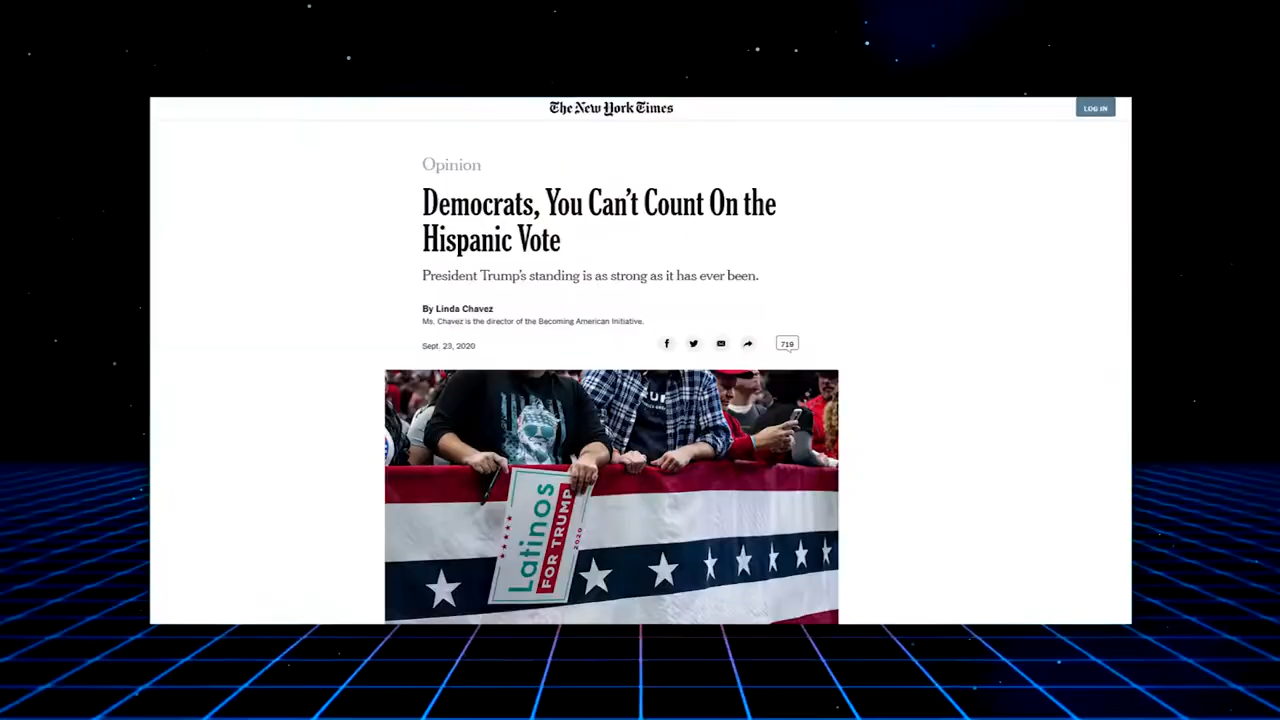 The New York Times
LOG IN
Opinion
Democrats, You Can't Count On the
Hispanic Vote
President Trump's standing is as strong as it has ever been.
By Linda Chavez
Ms. Chavez is the director of the Becoming American Initiative.
Sept. 23, 2020
719
Latinos
FOR TRUMP
2020